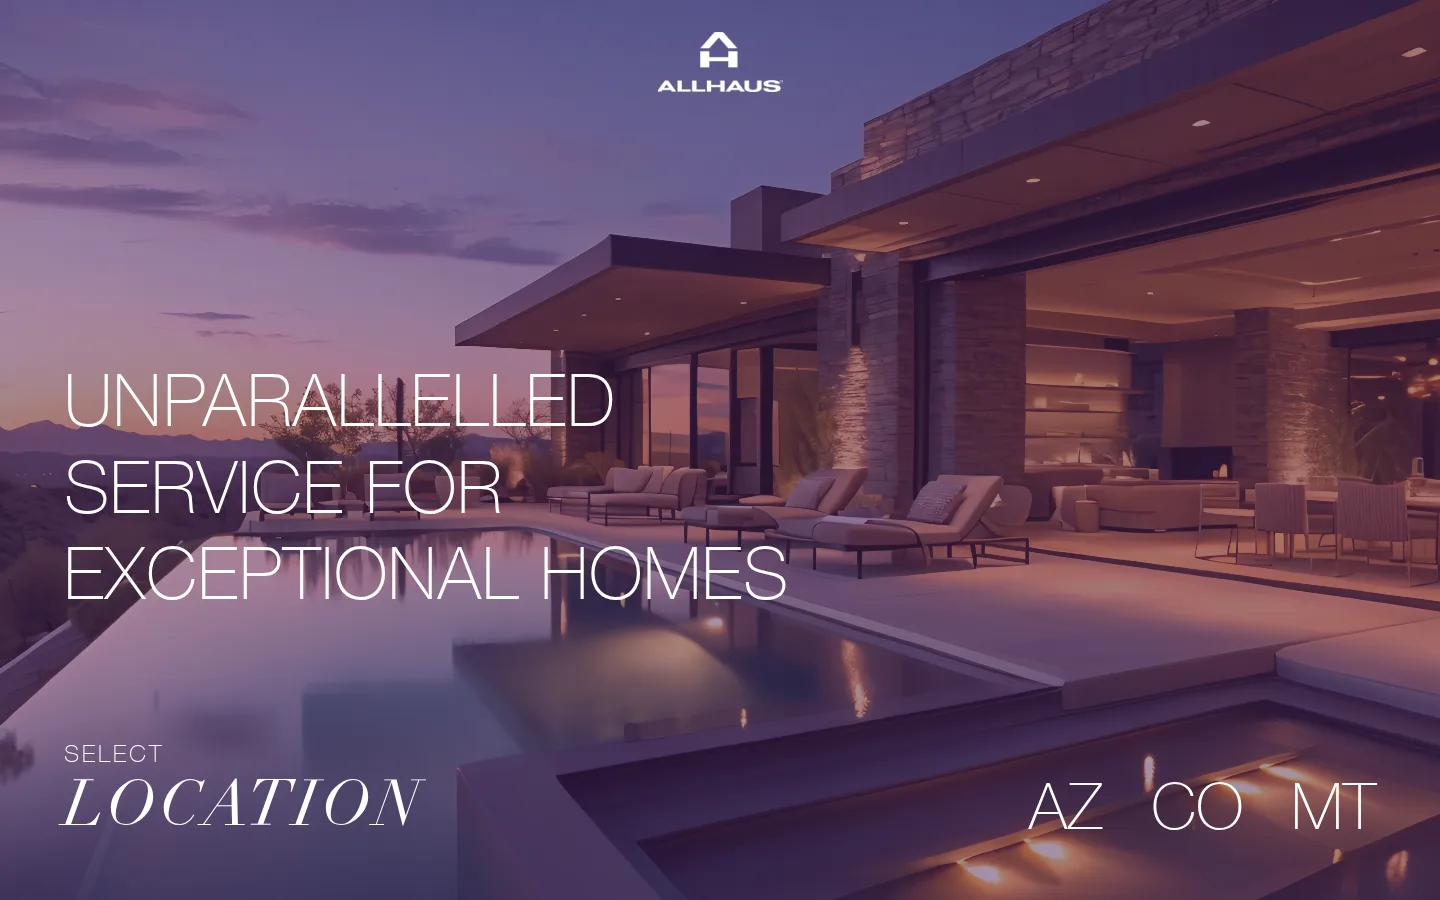 ALLHAUS
UNPARALLELLED
SERVICE FOR
EXCEPTIONAL HOMES
SELECT
LOCATION
AZ CO MT